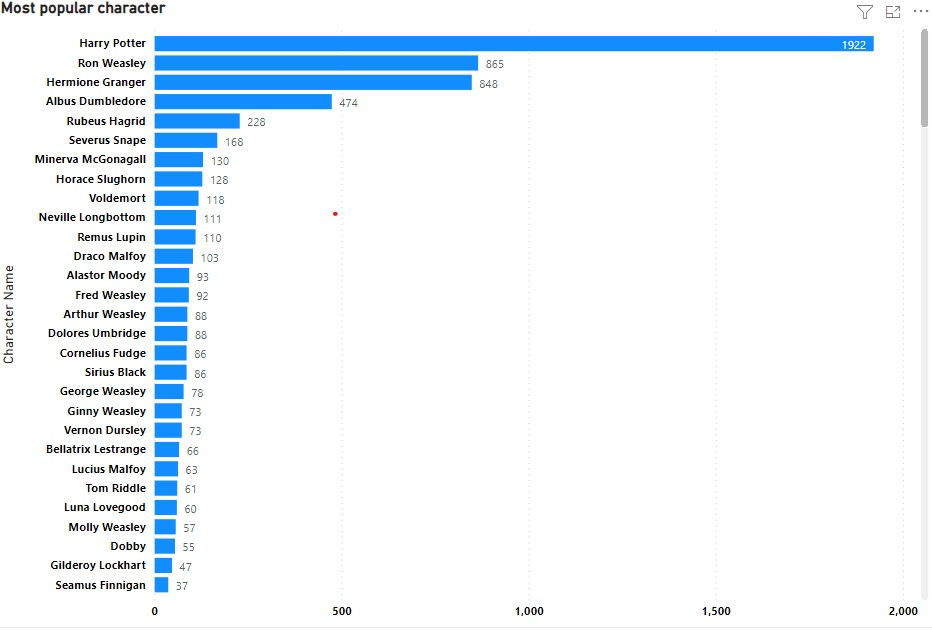 Most popular character
Character Name
Harry Potter 1922
Ron Weasley 865
Hermione Granger 848
Albus Dumbledore 474
Rubeus Hagrid 228
Severus Snape 168
Minerva McGonagall 130
Horace Slughorn 128
Voldemort 118
Neville Longbottom 111
Remus Lupin 110
Draco Malfoy 103
Alastor Moody 93
Fred Weasley 92
Arthur Weasley 88
Dolores Umbridge 88
Cornelius Fudge 86
Sirius Black 86
George Weasley 78
Ginny Weasley 73
Vernon Dursley 73
Bellatrix Lestrange 66
Lucius Malfoy 63
Tom Riddle 61
Luna Lovegood 60
Molly Weasley 57
Dobby 55
Gilderoy Lockhart 47
Seamus Finnigan 37
0 500 1,000 1,500 2,000